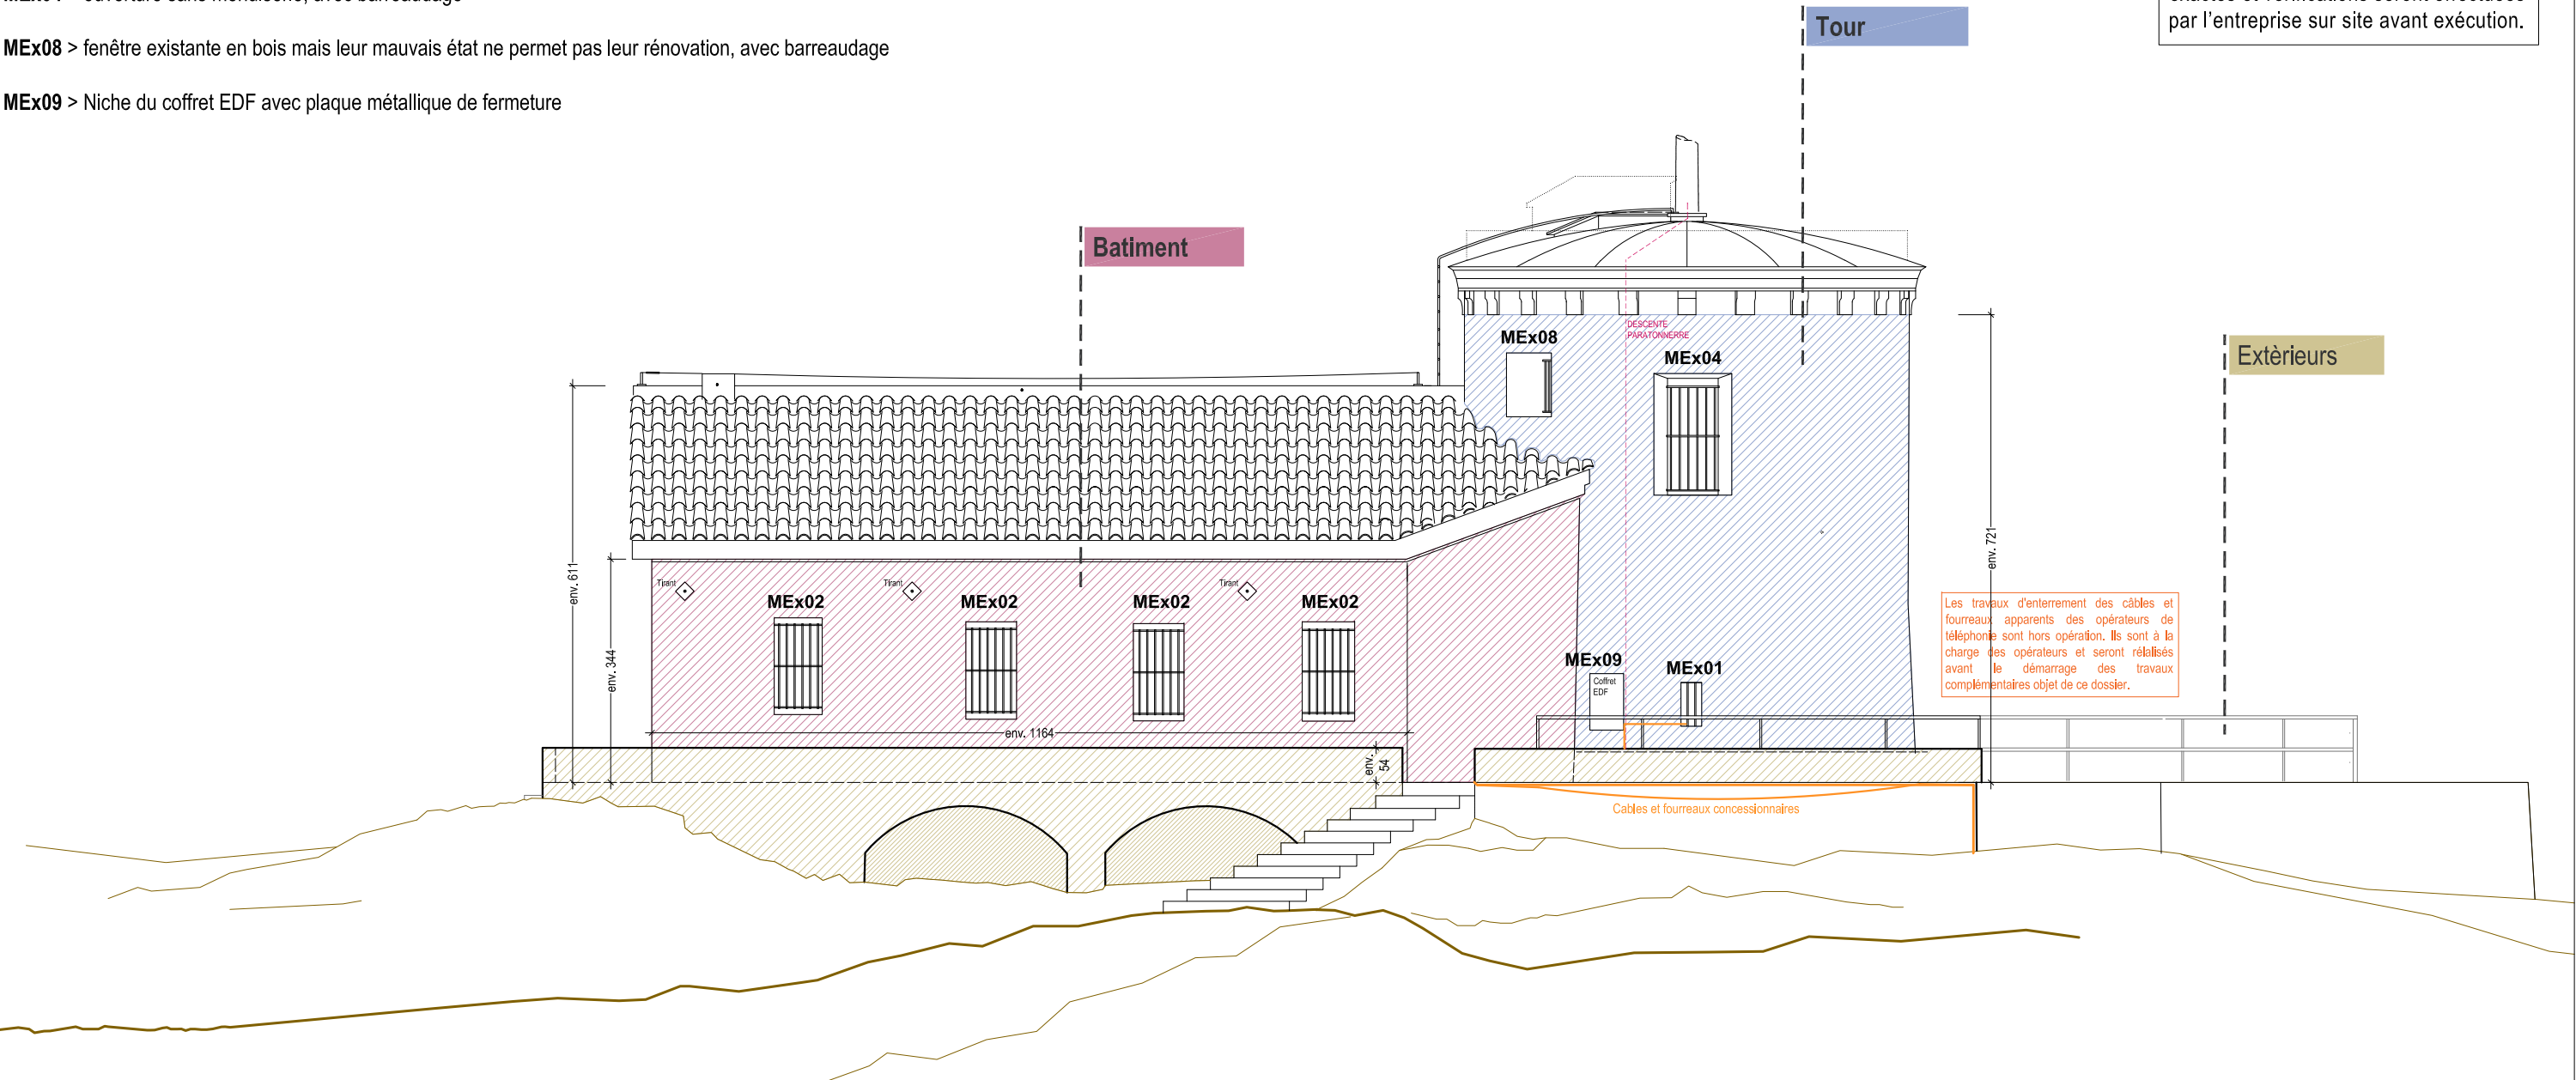 MEx08 > fenêtre existante en bois mais leur mauvais état ne permet pas leur rénovation, avec barreaudage
MEx09 > Niche du coffret EDF avec plaque métallique de fermeture
par l'entreprise sur site avant exécution.
Tour
Batiment
Extèrieurs
DESCENTE
PARATONNERRE
MEx08
MEx04
env. 611
env. 344
env. 721
Tirant
Tirant
Tirant
MEx02
MEx02
MEx02
MEx02
MEx09
MEx01
Coffret
EDF
Les travaux d'enterrement des câbles et
fourreaux apparents des opérateurs de
téléphonie sont hors opération. Ils sont à la
charge des opérateurs et seront rélalisés
avant le démarrage des travaux
complémentaires objet de ce dossier.
env. 1164
env.
54
Cables et fourreaux concessionnaires